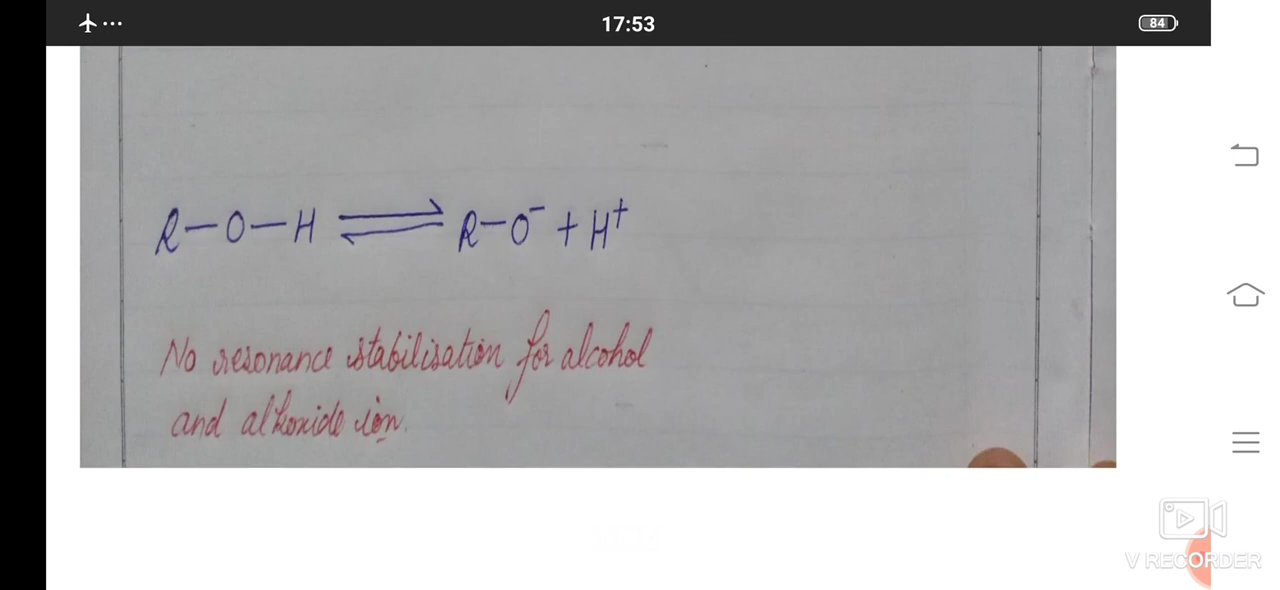 17:53
84
R-O-H ⇌ R-O⁻ + H⁺
No resonance stabilisation for alcohol
and alkoxide ion.
V RECORDER